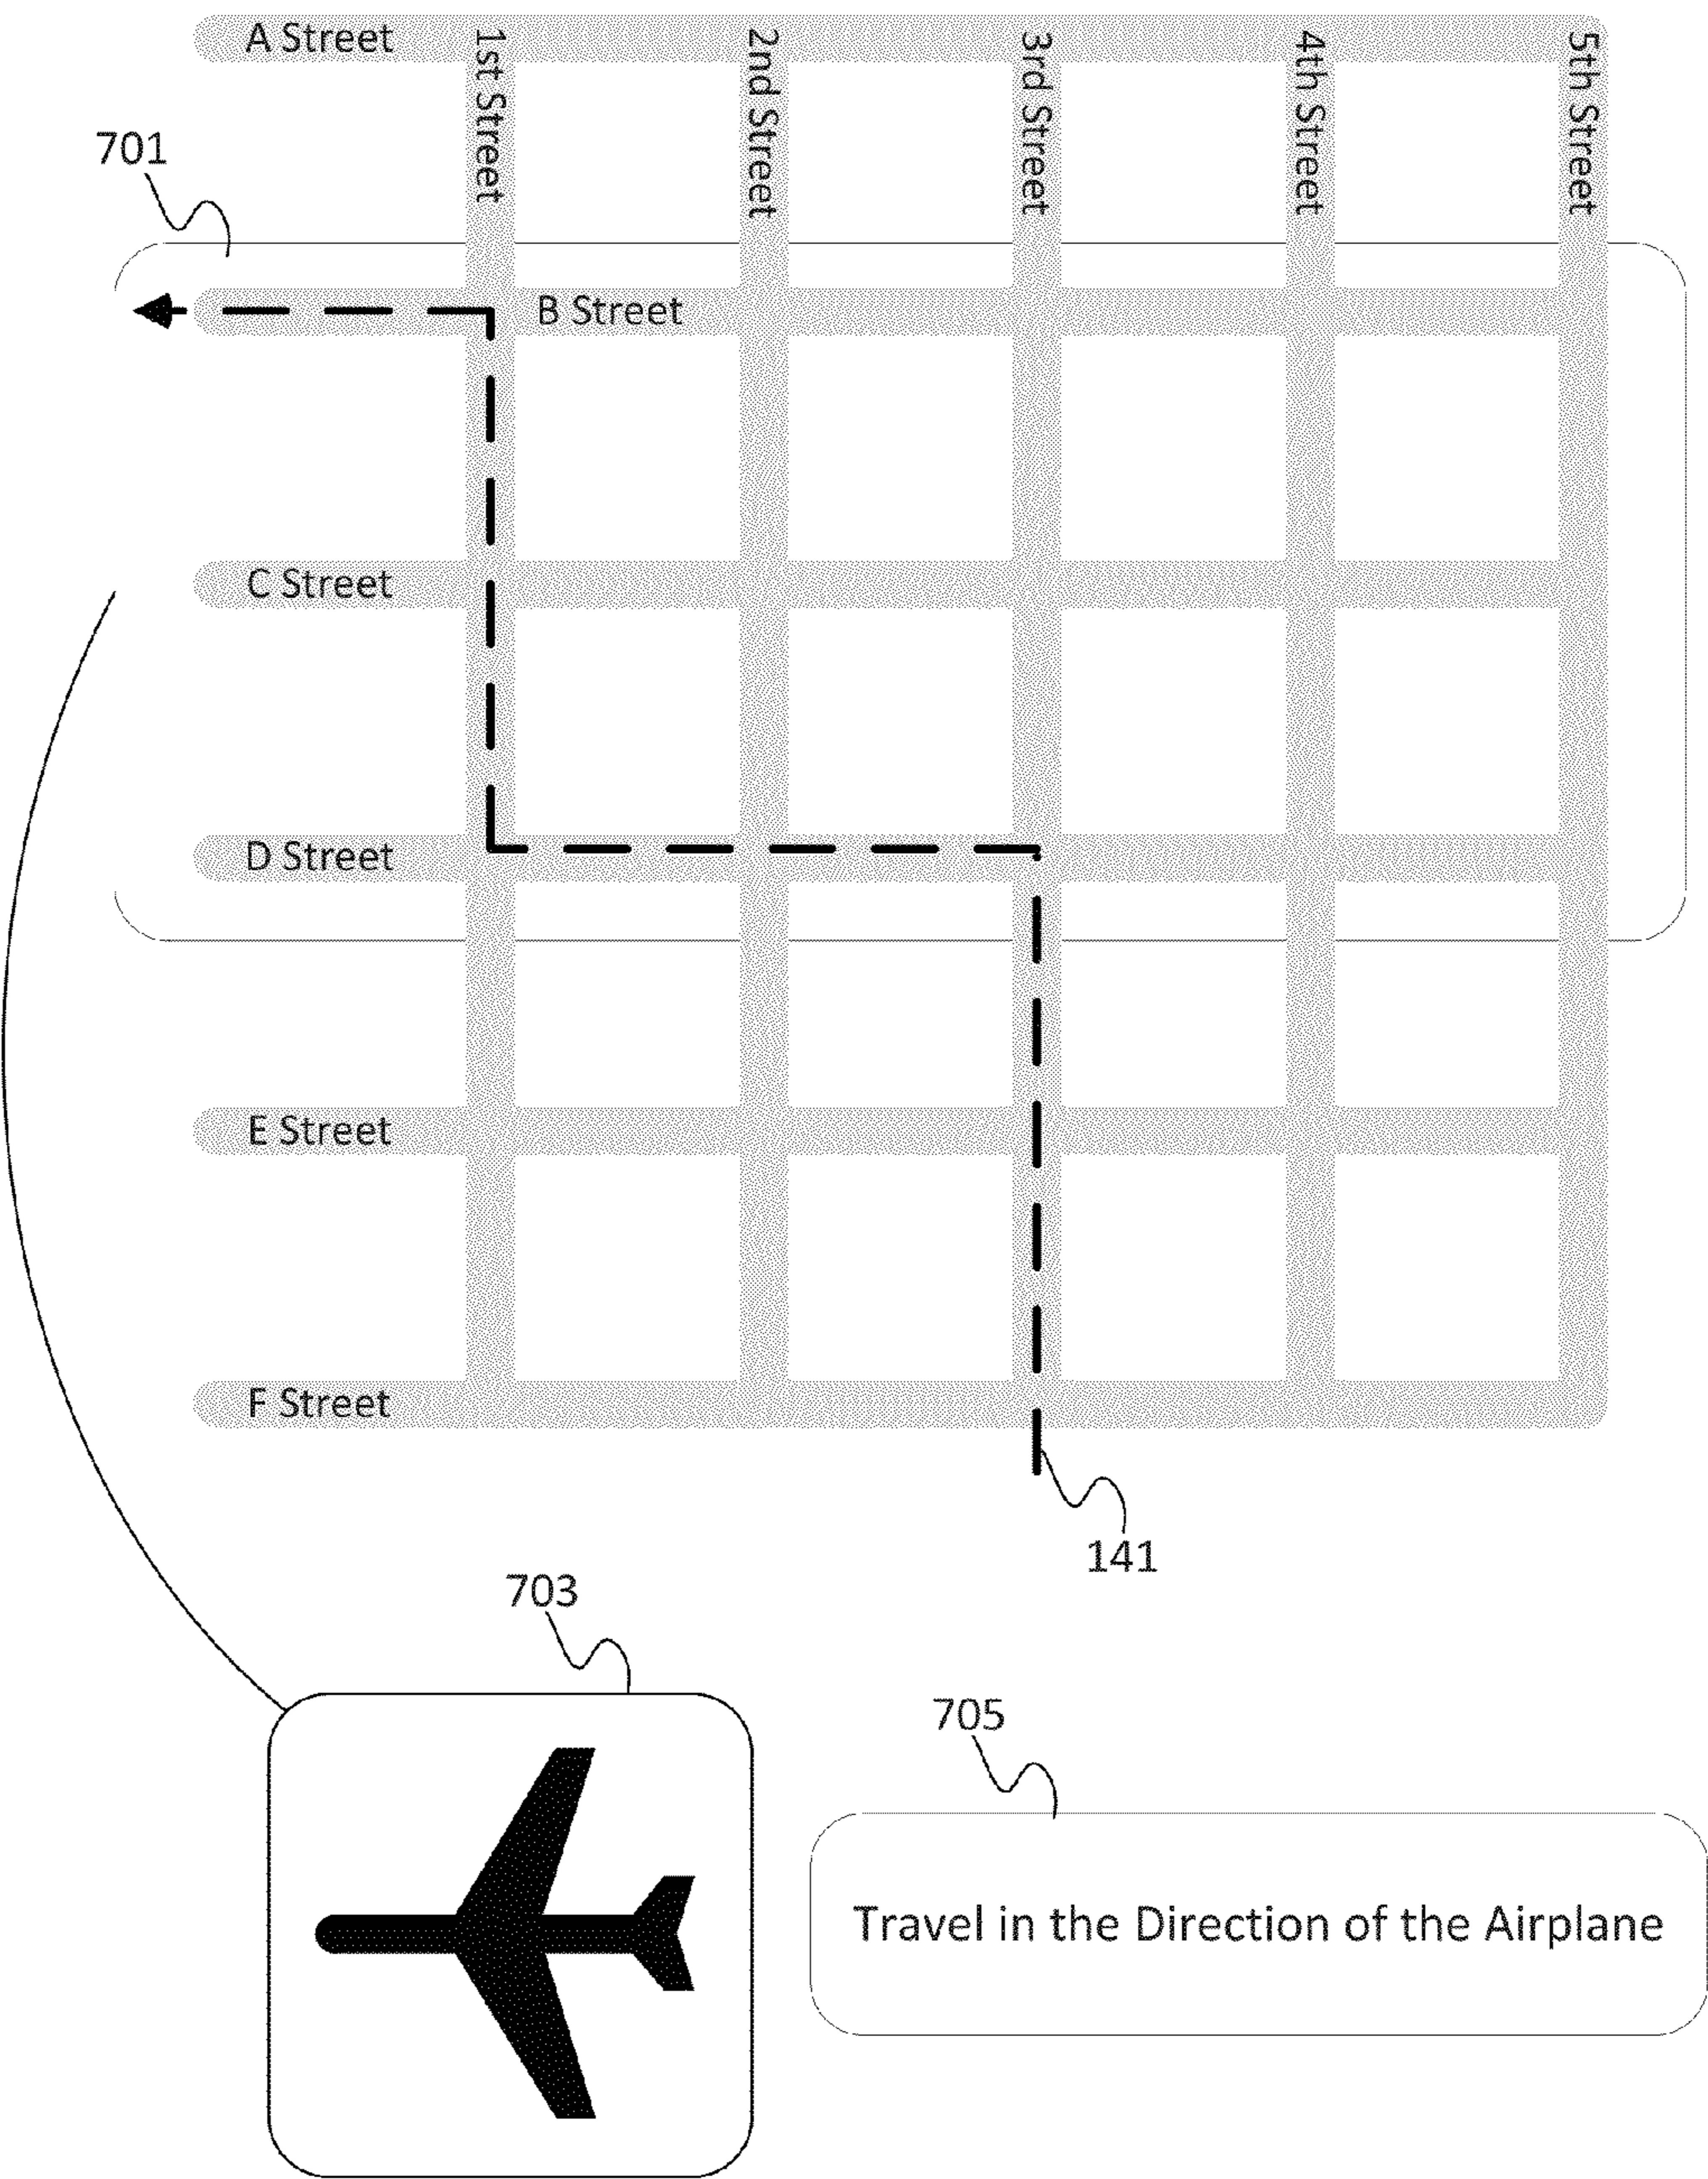 A Street
1st Street
2nd Street
3rd Street
4th Street
5th Street
701
B Street
C Street
D Street
E Street
F Street
141
703
705
Travel in the Direction of the Airplane